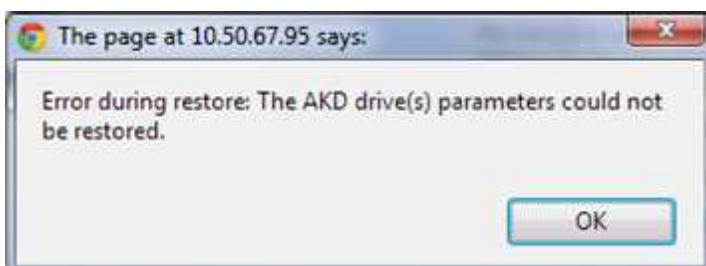 The page at 10.50.67.95 says:
Error during restore: The AKD drive(s) parameters could not
be restored.
OK